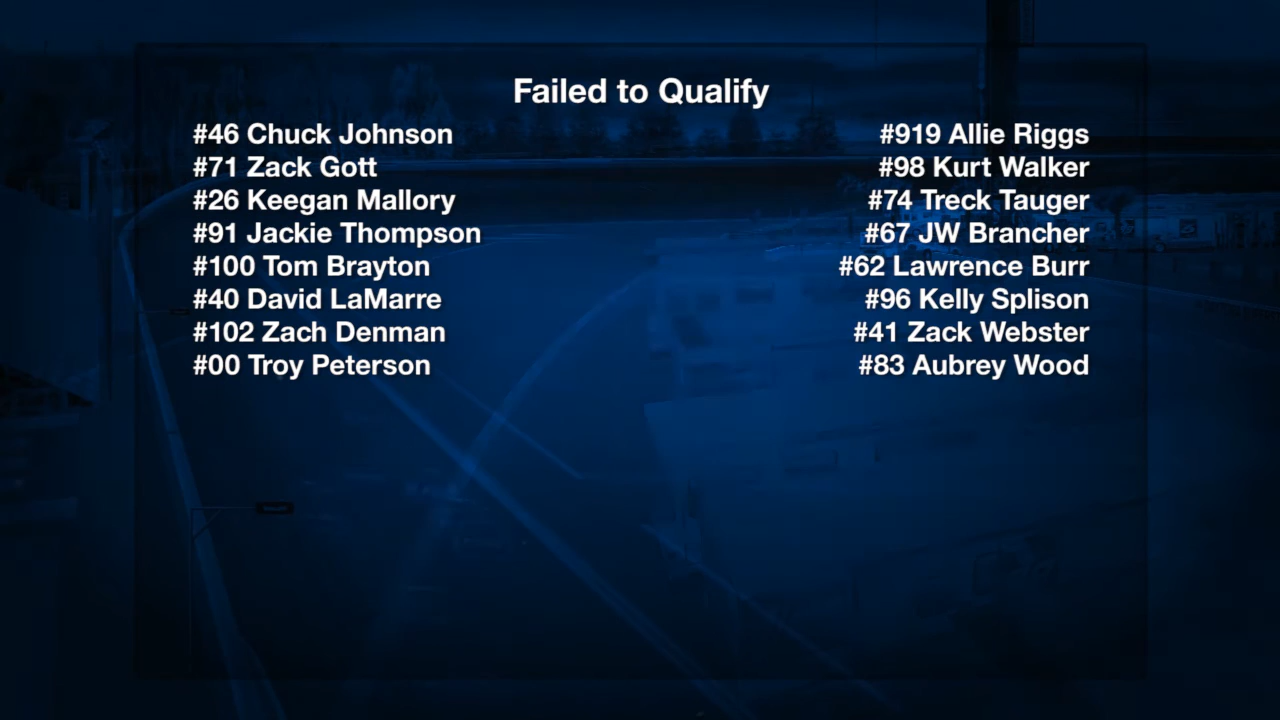 Failed to Qualify
#46 Chuck Johnson
#71 Zack Gott
#26 Keegan Mallory
#91 Jackie Thompson
#100 Tom Brayton
#40 David LaMarre
#102 Zach Denman
#00 Troy Peterson
#919 Allie Riggs
#98 Kurt Walker
#74 Treck Tauger
#67 JW Brancher
#62 Lawrence Burr
#96 Kelly Splison
#41 Zack Webster
#83 Aubrey Wood